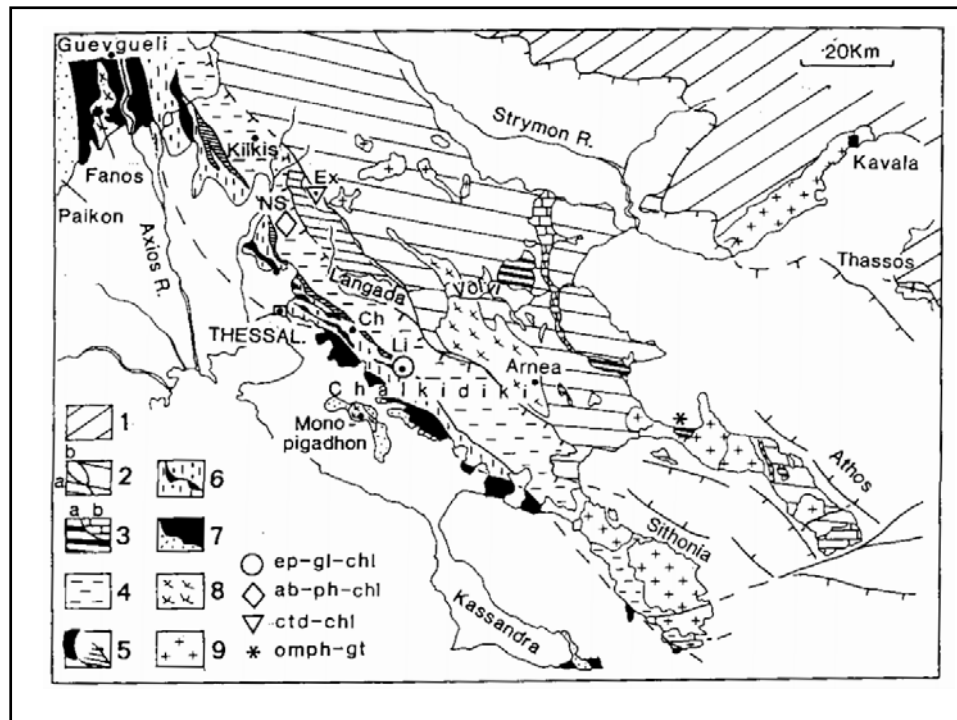 Guevgueli
20Km
Strymon R.
Kilkis
Kavala
Fanos
Ex
NS
Paikon
Axios R.
Thassos
Langada
Volvi
Ch
THESSAL.
Li
Arnea
Chalkidiki
Mono-
pigadhon
Athos
Sithonia
Kassandra
1
b
a
2
6
a b
3
7
4
8
5
9
ep-gl-chl
ab-ph-chl
ctd-chl
omph-gt